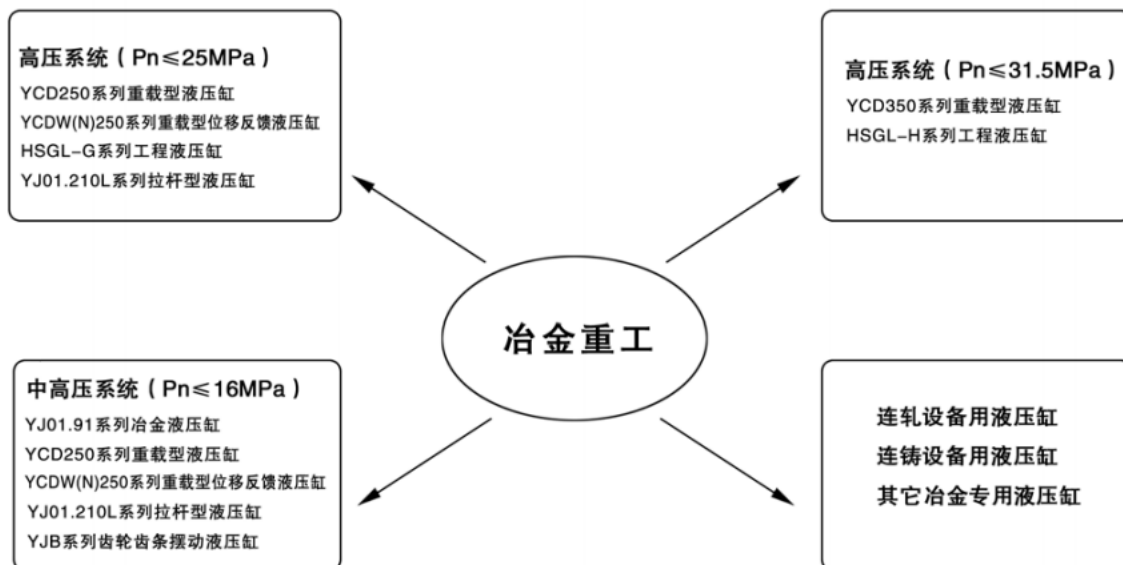 高压系统（Pn≤25MPa）
YCD250系列重载型液压缸
YCDW(N)250系列重载型位移反馈液压缸
HSGL-G系列工程液压缸
YJ01.210L系列拉杆型液压缸
高压系统（Pn≤31.5MPa）
YCD350系列重载型液压缸
HSGL-H系列工程液压缸
冶金重工
中高压系统（Pn≤16MPa）
YJ01.91系列冶金液压缸
YCD250系列重载型液压缸
YCDW(N)250系列重载型位移反馈液压缸
YJ01.210L系列拉杆型液压缸
YJB系列齿轮齿条摆动液压缸
连轧设备用液压缸
连铸设备用液压缸
其它冶金专用液压缸